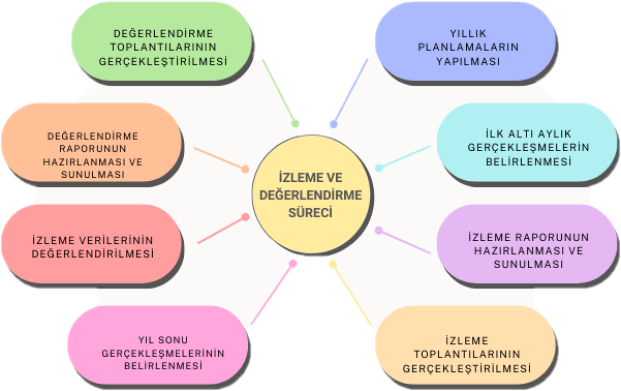 DEĞERLENDİRME
TOPLANTILARININ
GERÇEKLEŞTİRİLMESİ
YILLIK
PLANLAMALARIN
YAPILMASI
DEĞERLENDİRME
RAPORUNUN
HAZIRLANMASI VE
SUNULMASI
İLK ALTI AYLIK
GERÇEKLEŞMELERİN
BELİRLENMESİ
İZLEME VE
DEĞERLENDİRME
SÜRECİ
İZLEME VERİLERİNİN
DEĞERLENDİRİLMESİ
İZLEME RAPORUNUN
HAZIRLANMASI VE
SUNULMASI
YIL SONU
GERÇEKLEŞMELERİNİN
BELİRLENMESİ
İZLEME
TOPLANTILARININ
GERÇEKLEŞTİRİLMESİ